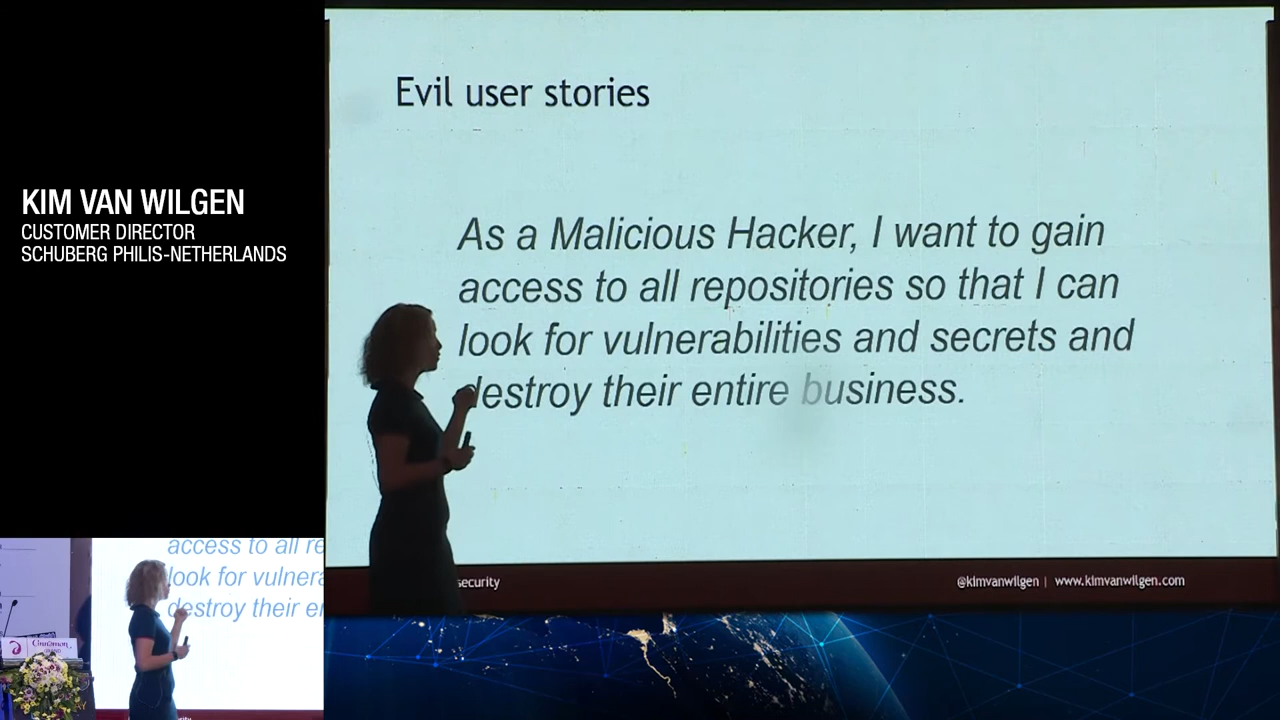 KIM VAN WILGEN
CUSTOMER DIRECTOR
SCHUBERG PHILIS-NETHERLANDS
Evil user stories
As a Malicious Hacker, I want to gain
access to all repositories so that I can
look for vulnerabilities and secrets and
destroy their entire business.
security
@kimvanwilgen | www.kimvanwilgen.com
access to all re
look for vulnera
destroy their en
Cinnamon